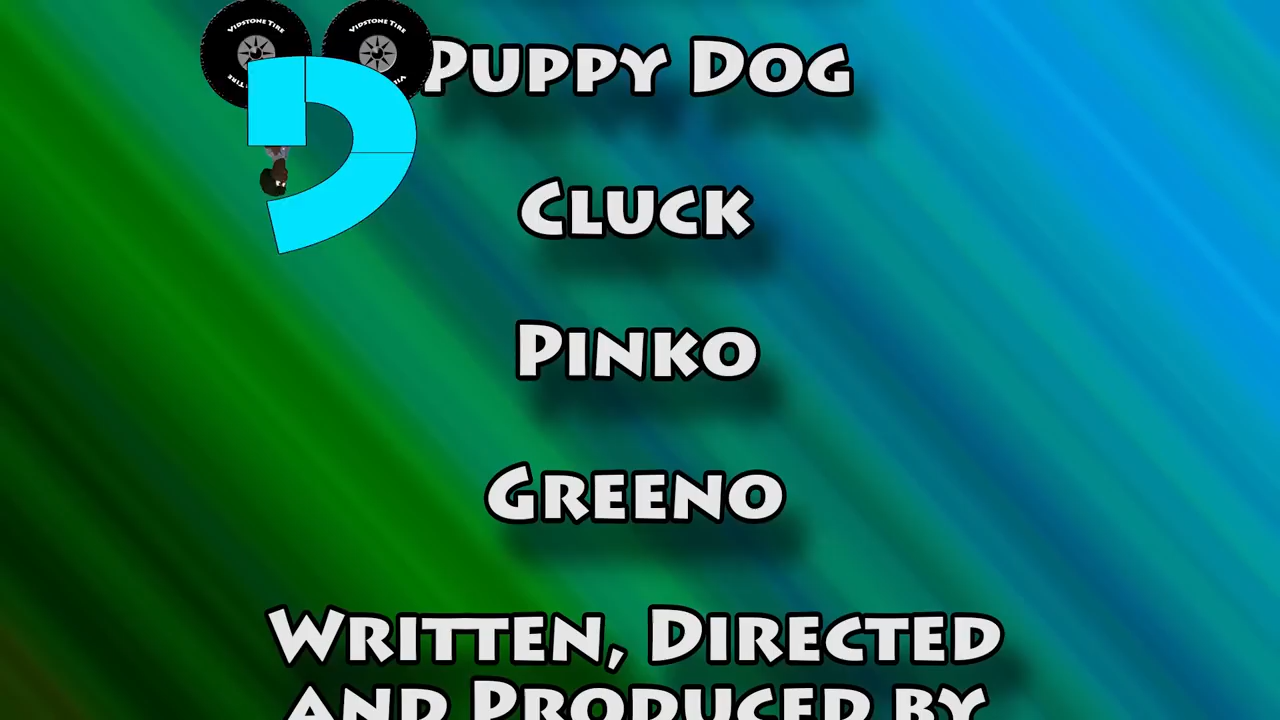 Vidstone Tire
Vidstone Tire
Puppy Dog
Cluck
Pinko
Greeno
Written, Directed
and Produced by